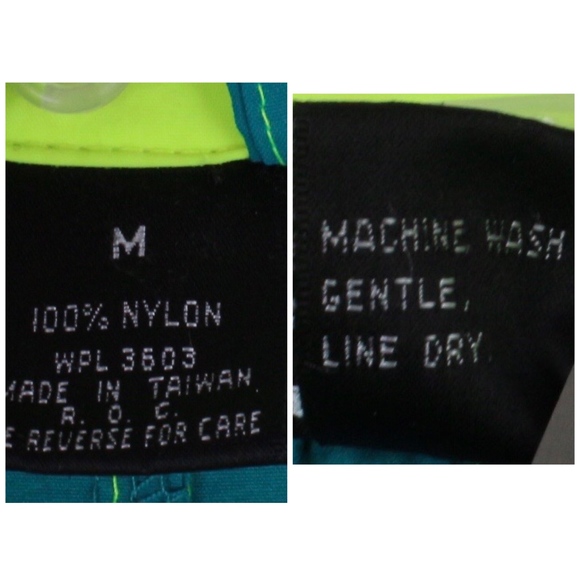 M
100% NYLON
WPL 3603
MADE IN TAIWAN.
R. O. C.
E REVERSE FOR CARE
MACHINE WASH
GENTLE,
LINE DRY.